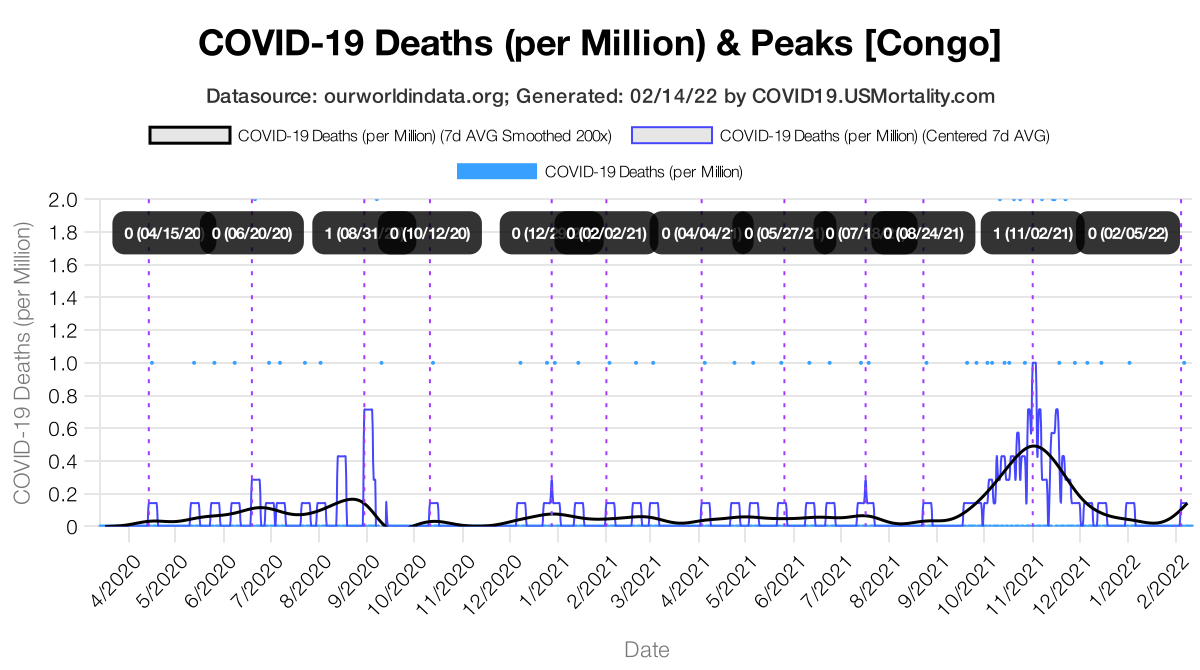 COVID-19 Deaths (per Million) & Peaks [Congo]
Datasource: ourworldindata.org; Generated: 02/14/22 by COVID19.USMortality.com
COVID-19 Deaths (per Million) (7d AVG Smoothed 200x) COVID-19 Deaths (per Million) (Centered 7d AVG)
COVID-19 Deaths (per Million)
COVID-19 Deaths (per Million)
2.0
1.8
1.6
1.4
1.2
1.0
0.8
0.6
0.4
0.2
0
0 (04/15/20 0 (06/20/20) 1 (08/31/ 0 (10/12/20) 0 (12/2 0 (02/02/21) 0 (04/04/21) 0 (05/27/21) 0 (07/1 0 (08/24/21) 1 (11/02/21) 0 (02/05/22)
4/2020 5/2020 6/2020 7/2020 8/2020 9/2020 10/2020 11/2020 12/2020 1/2021 2/2021 3/2021 4/2021 5/2021 6/2021 7/2021 8/2021 9/2021 10/2021 11/2021 12/2021 1/2022 2/2022
Date